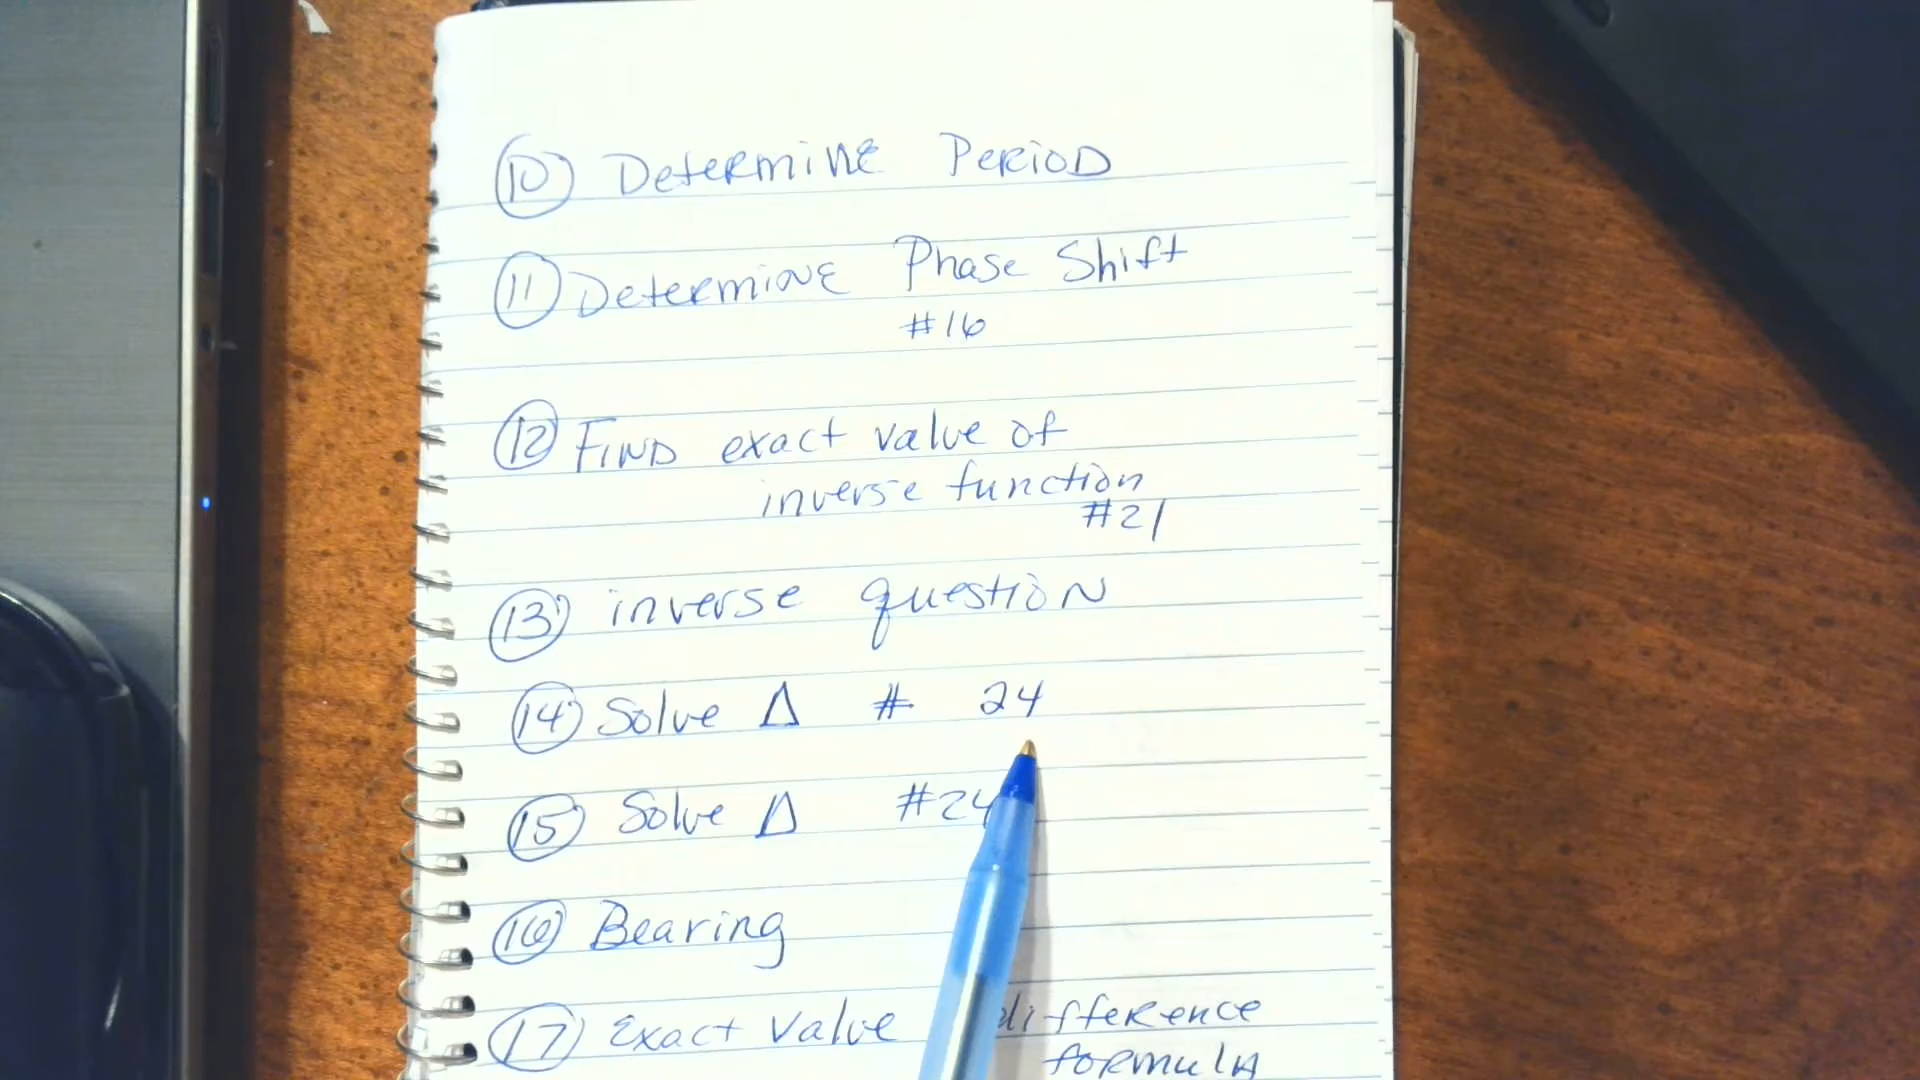 10 Determine Period
11 Determine Phase Shift
#16
12 Find exact value of
inverse function
#21
13 inverse question
14 Solve Δ # 24
15 Solve Δ #24
16 Bearing
17 Exact Value difference
formula